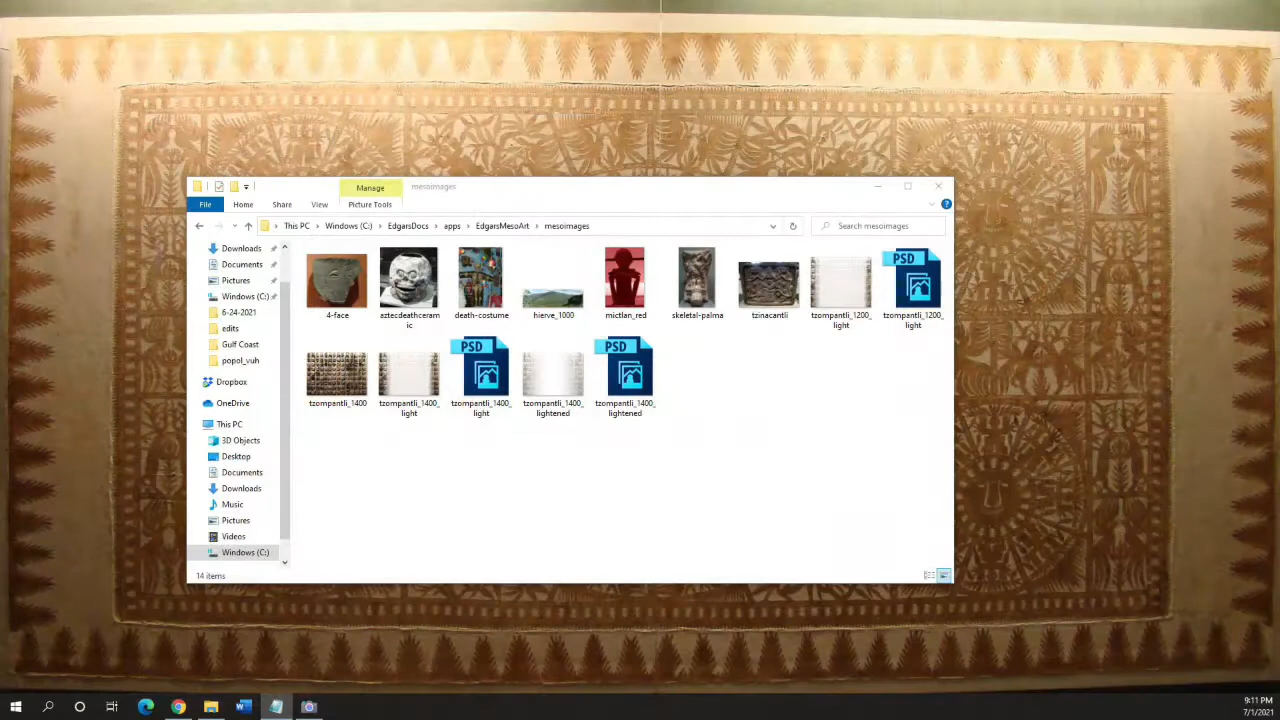 Manage
mesoimages
File
Home
Share
View
Picture Tools
This PC
Windows (C:)
EdgarsDocs
apps
EdgarsMesoArt
mesoimages
Search mesoimages
Downloads
Documents
Pictures
Windows (C:)
6-24-2021
edits
Gulf Coast
popol_vuh
Dropbox
OneDrive
This PC
3D Objects
Desktop
Documents
Downloads
Music
Pictures
Videos
Windows (C:)
4-face
aztecdeathceram
ic
death-costume
hierve_1000
mictlan_red
skeletal-palma
tzinacantli
tzompantli_1200_
light
PSD
tzompantli_1200_
light
tzompantli_1400
tzompantli_1400_
light
PSD
tzompantli_1400_
light
tzompantli_1400_
lightened
PSD
tzompantli_1400_
lightened
14 items
9:11 PM
7/1/2021